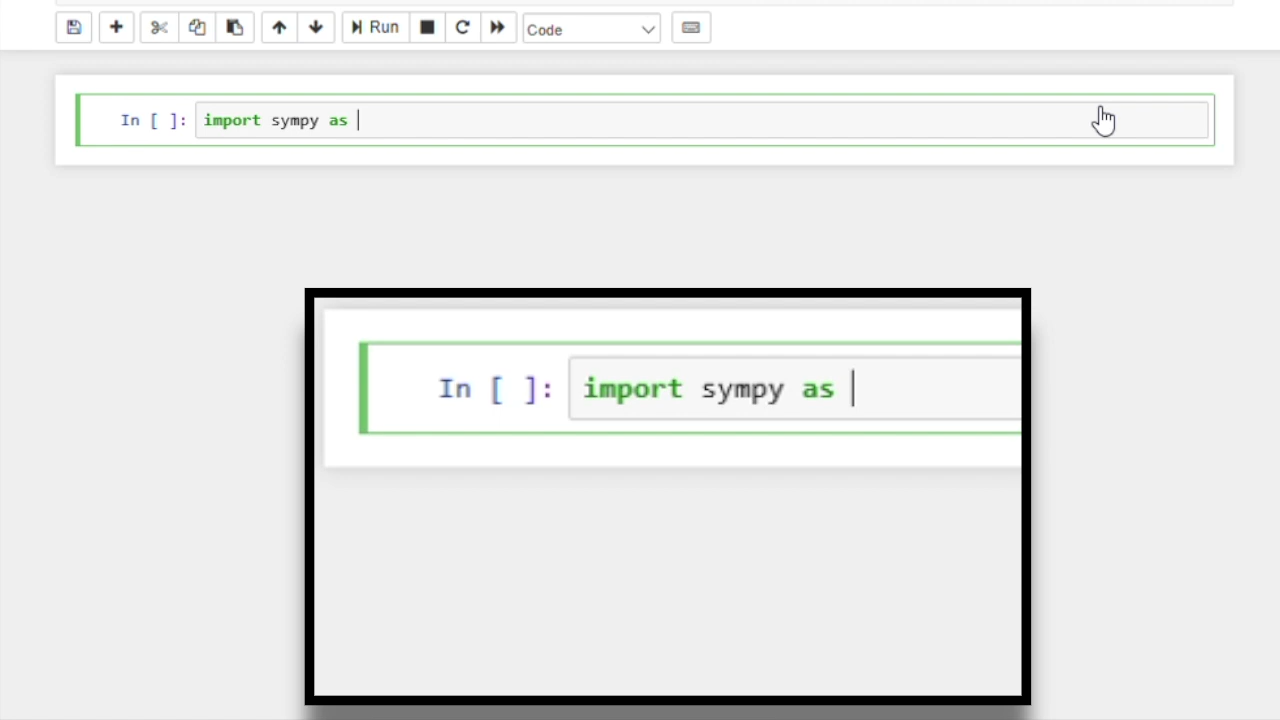 Run
Code
In [ ]: import sympy as
In [ ]: import sympy as